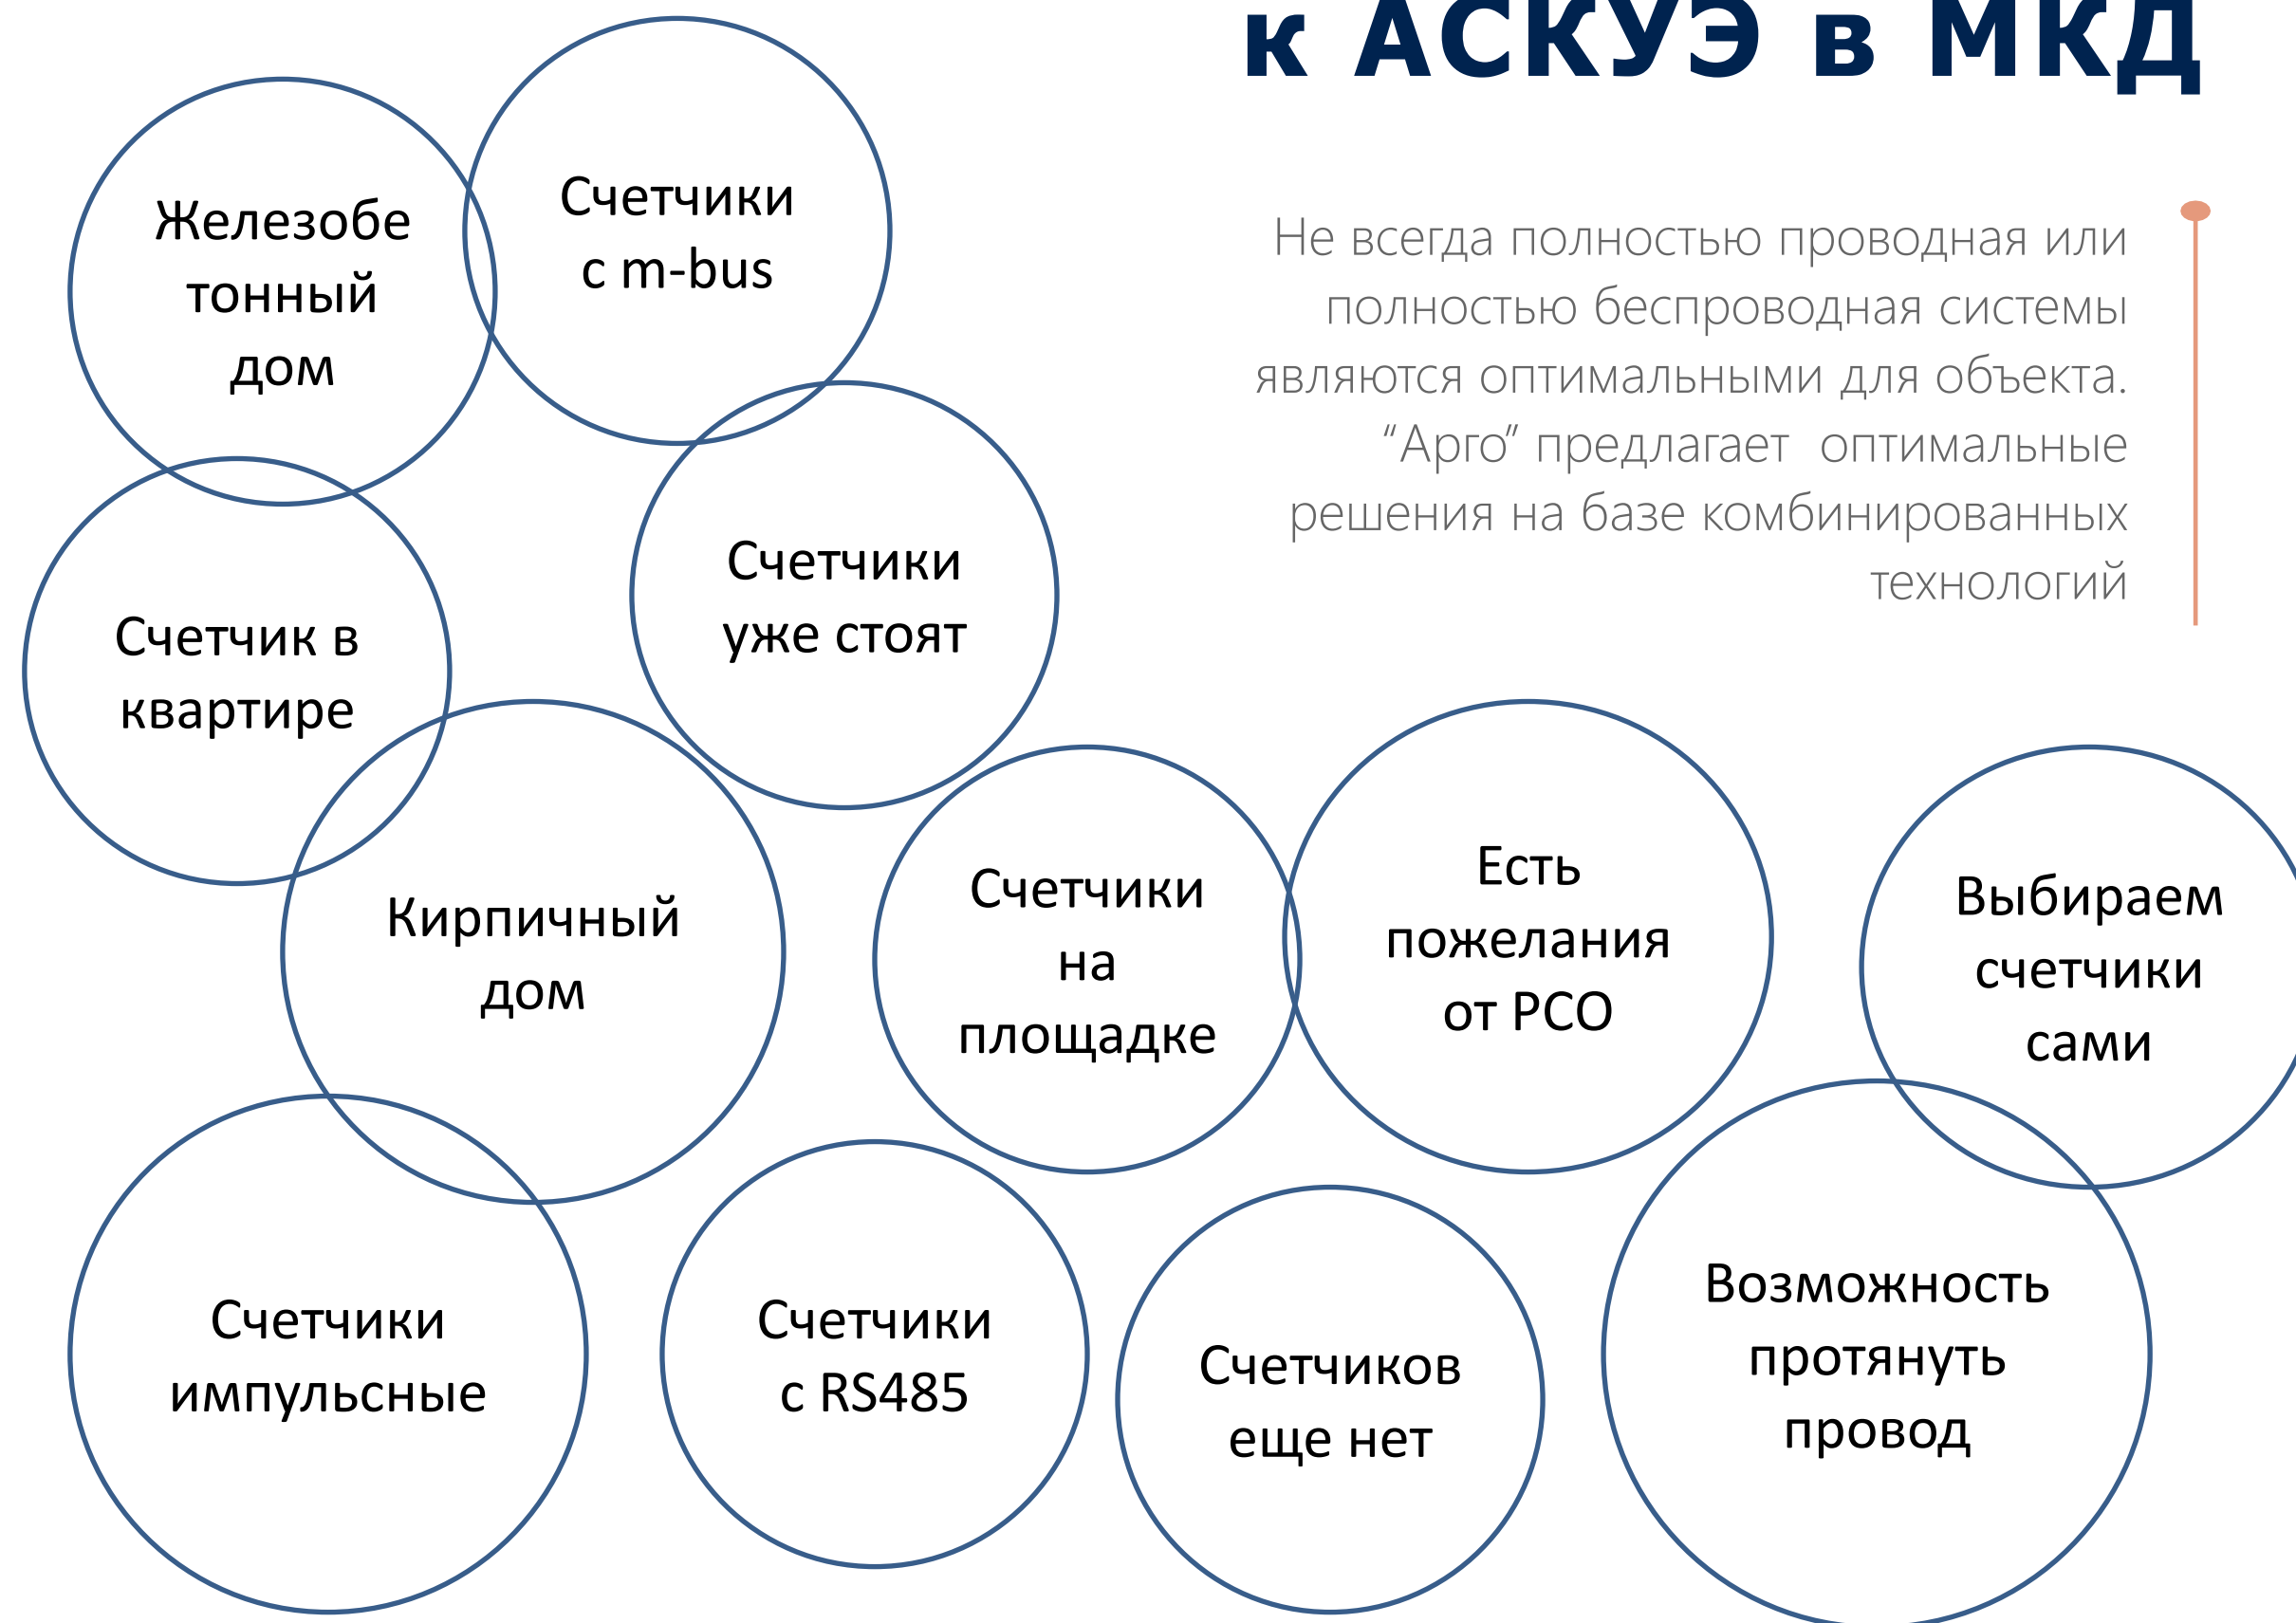 к АСКУЭ в МКД
Не всегда полностью проводная или
полностью беспроводная системы
являются оптимальными для объекта.
“Арго” предлагает  оптимальные
решения на базе комбинированных
технологий
Железобе
тонный
дом
Счетчики
с m-bus
Счетчики
уже стоят
Счетчик в
квартире
Кирпичный
дом
Счетчики
на
площадке
Есть
пожелания
от РСО
Выбираем
счетчики
сами
Счетчики
импульсные
Счетчики
с RS485
Счетчиков
еще нет
Возможность
протянуть
провод